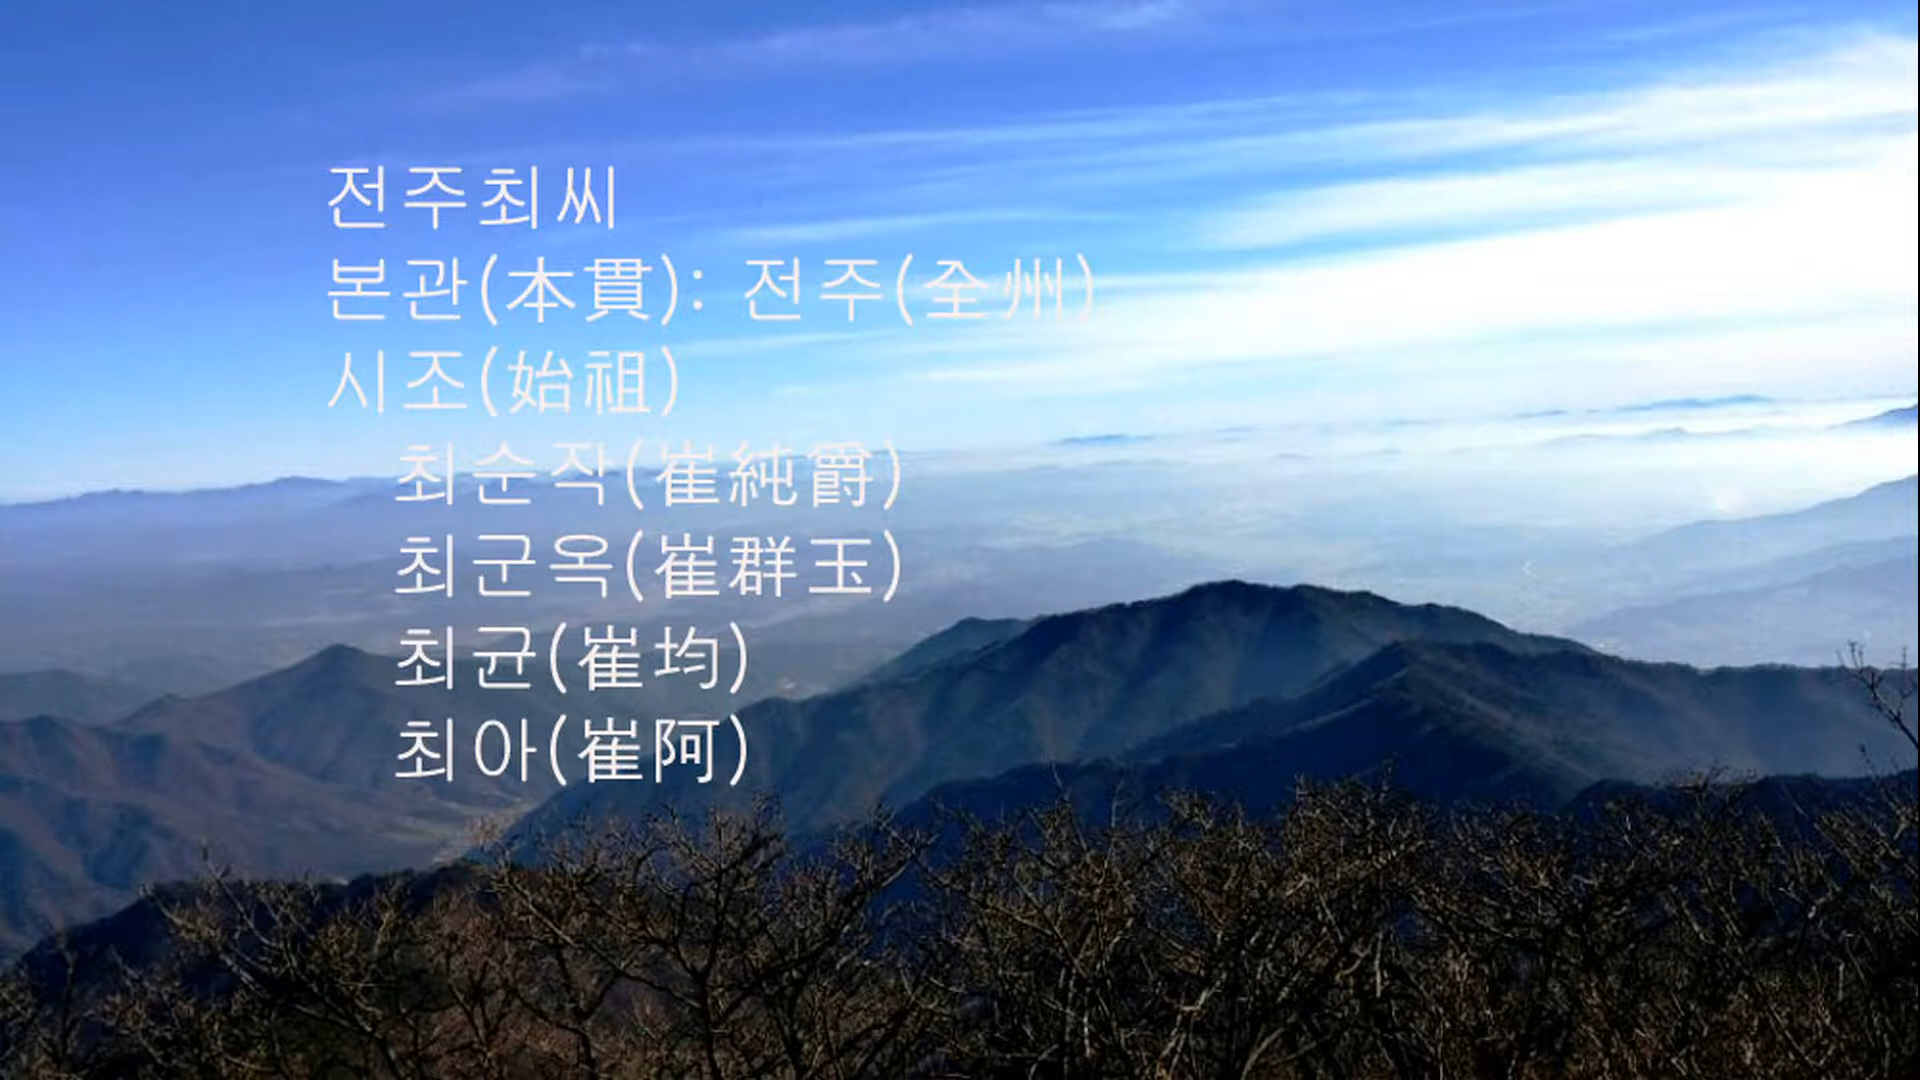 전주최씨
본관(本貫): 전주(全州)
시조(始祖)
최순작(崔純爵)
최군옥(崔群玉)
최균(崔均)
최아(崔阿)